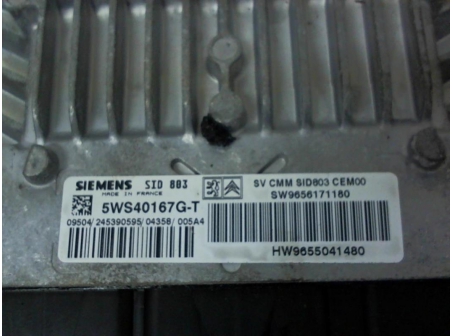 SIEMENS SID 803
MADE IN FRANCE
5WS40167G-T
09504/245390595/04358/005A4
SV CMM SID803 CEM00
SW9656171180
HW9655041480